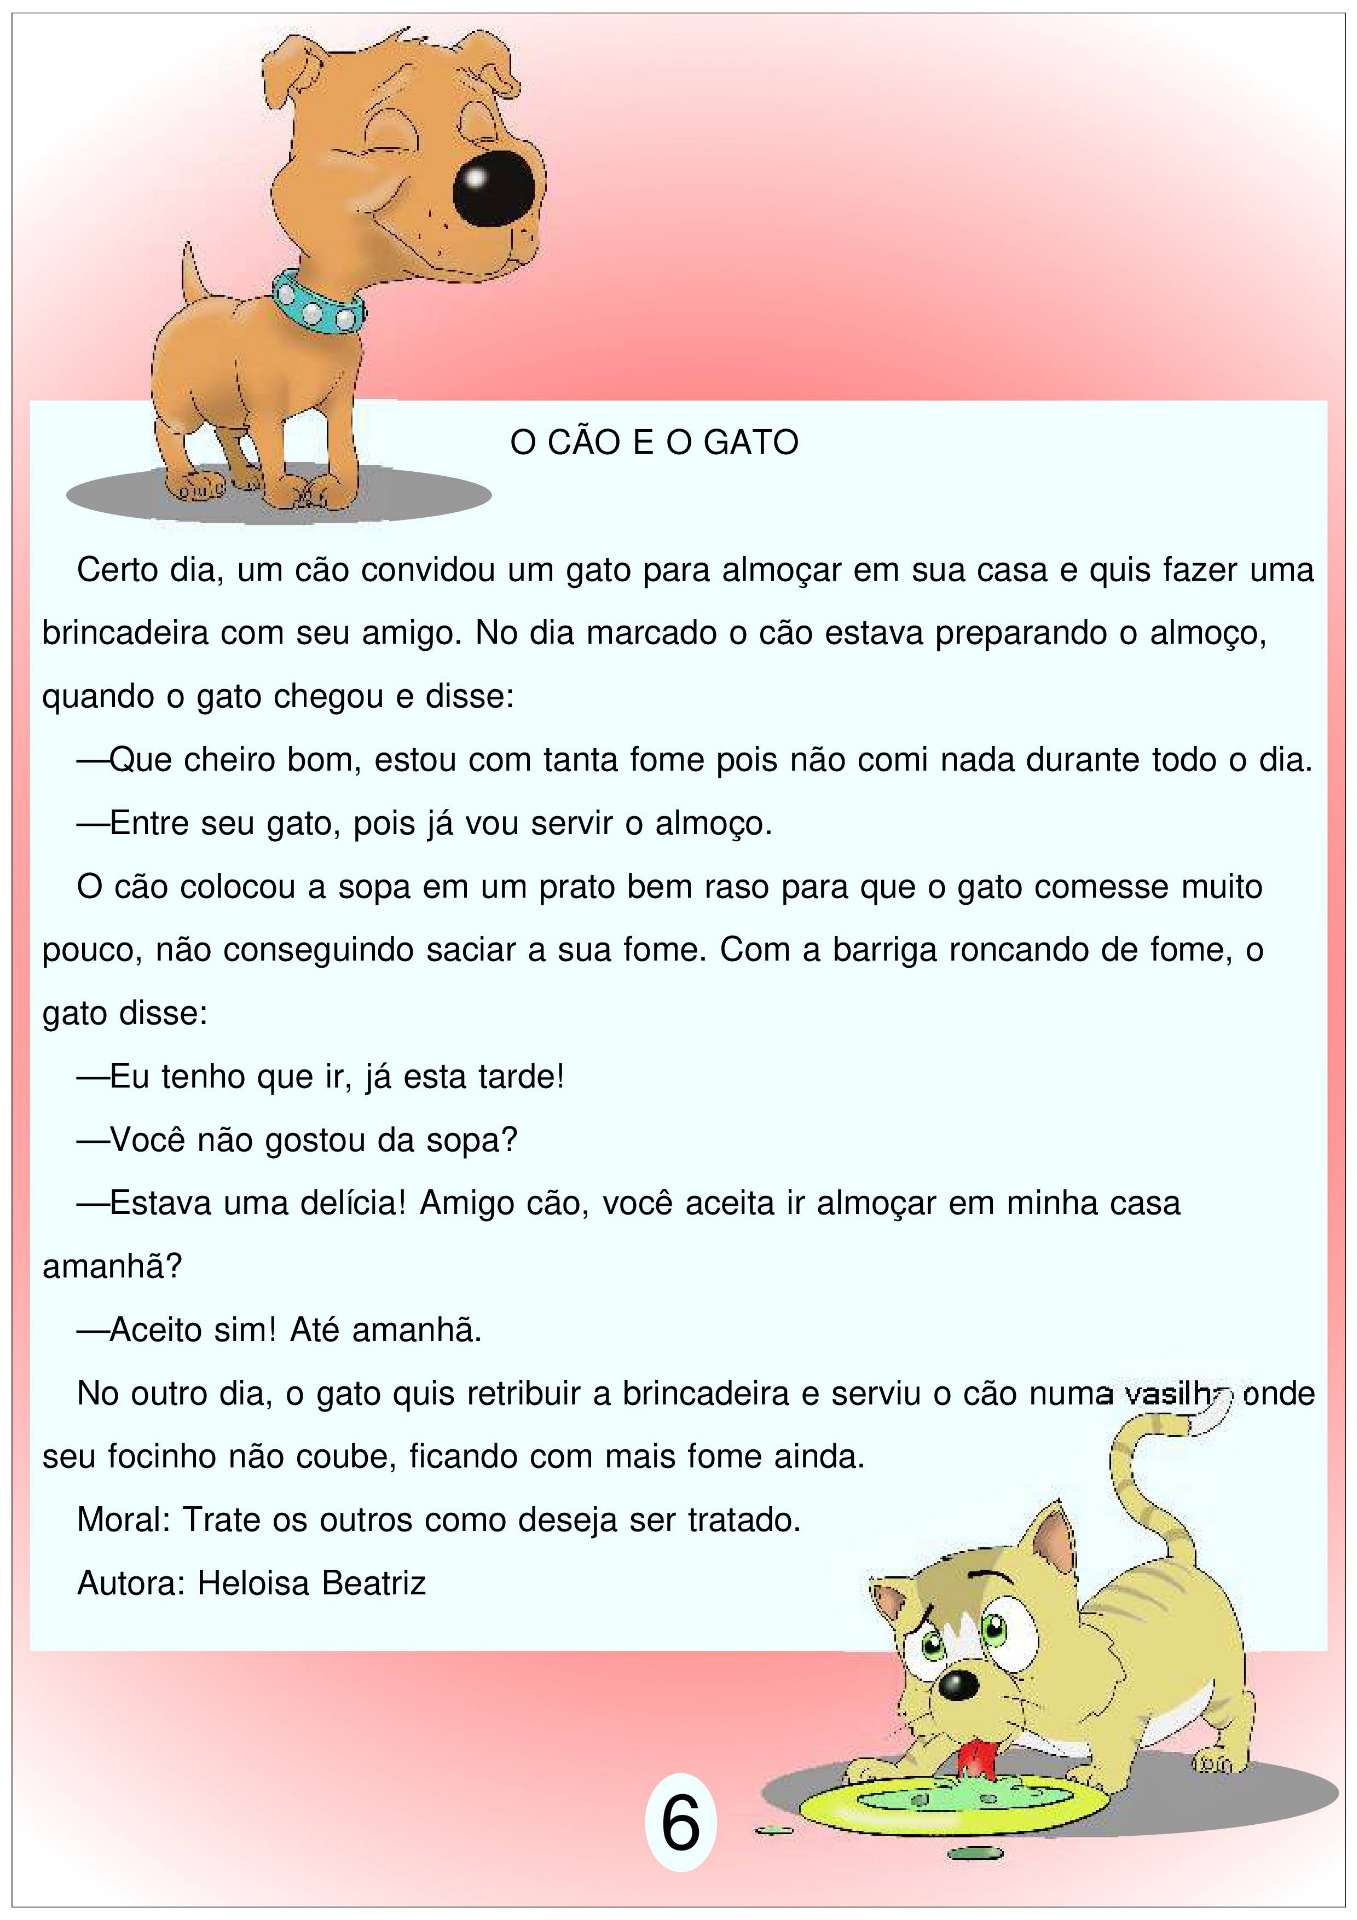 O CÃO E O GATO
Certo dia, um cão convidou um gato para almoçar em sua casa e quis fazer uma
brincadeira com seu amigo. No dia marcado o cão estava preparando o almoço,
quando o gato chegou e disse:
—Que cheiro bom, estou com tanta fome pois não comi nada durante todo o dia.
—Entre seu gato, pois já vou servir o almoço.
O cão colocou a sopa em um prato bem raso para que o gato comesse muito
pouco, não conseguindo saciar a sua fome. Com a barriga roncando de fome, o
gato disse:
—Eu tenho que ir, já esta tarde!
—Você não gostou da sopa?
—Estava uma delícia! Amigo cão, você aceita ir almoçar em minha casa
amanhã?
—Aceito sim! Até amanhã.
No outro dia, o gato quis retribuir a brincadeira e serviu o cão numa vasilha onde
seu focinho não coube, ficando com mais fome ainda.
Moral: Trate os outros como deseja ser tratado.
Autora: Heloisa Beatriz
6